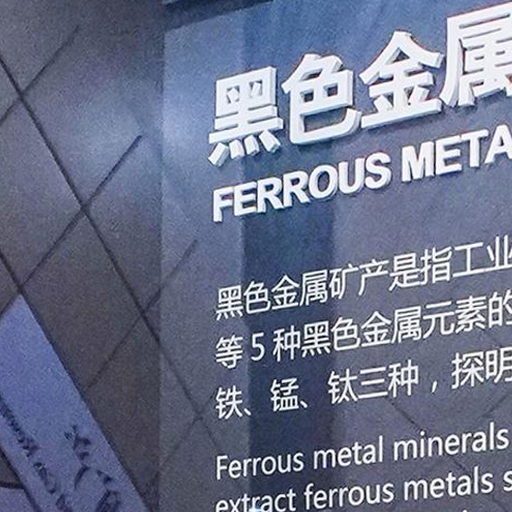 黑色金属
FERROUS META
黑色金属矿产是指工业
等5种黑色金属元素的
铁、锰、钛三种，探明
Ferrous metal minerals
extract ferrous metals s